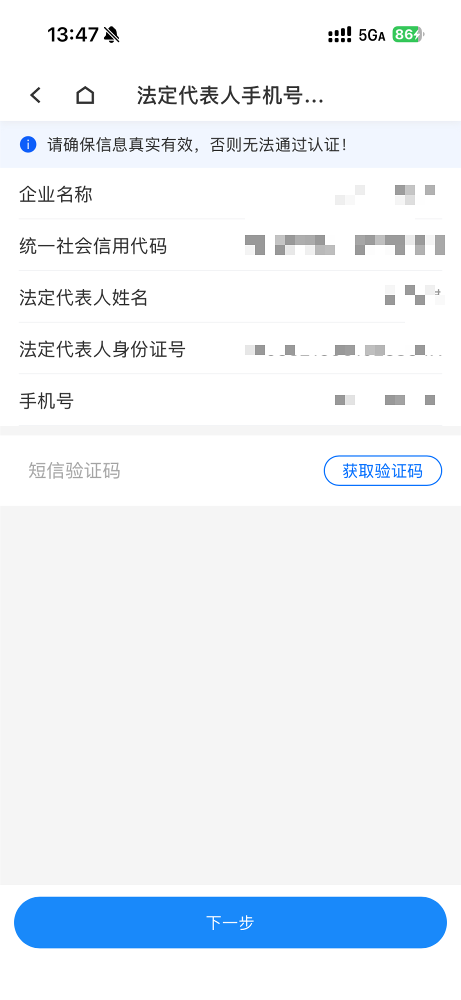 13:47
5GA 86
法定代表人手机号...
请确保信息真实有效，否则无法通过认证！
企业名称
统一社会信用代码
法定代表人姓名
法定代表人身份证号
手机号
短信验证码 获取验证码
下一步